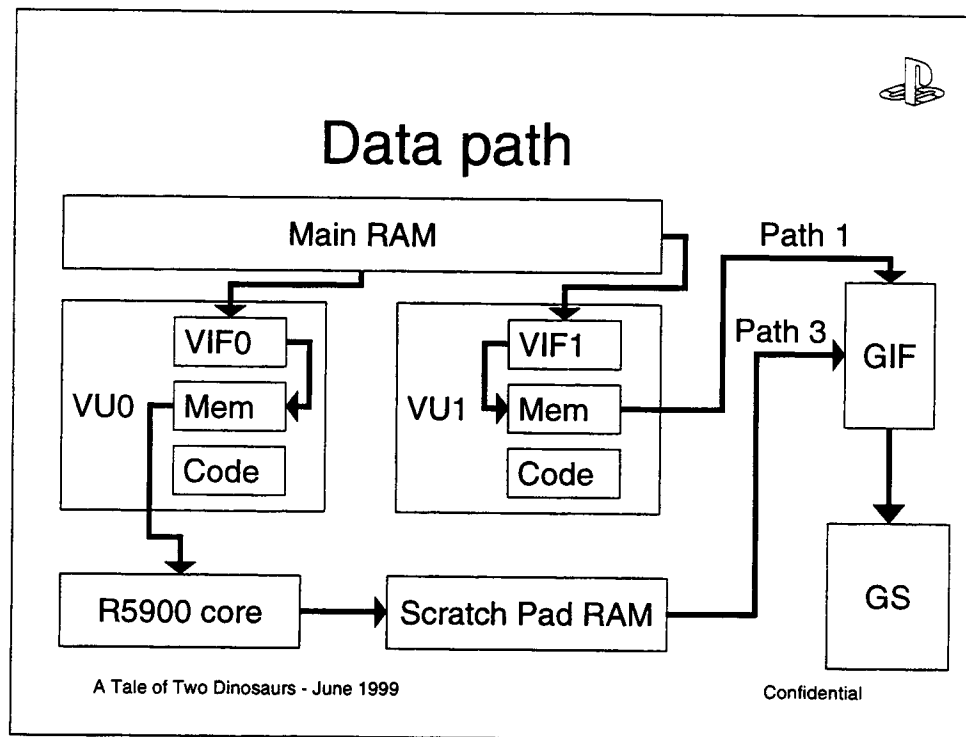 Data path
Main RAM
Path 1
VIF0
VIF1
Path 3
GIF
VU0
Mem
VU1
Mem
Code
Code
R5900 core
Scratch Pad RAM
GS
A Tale of Two Dinosaurs - June 1999
Confidential